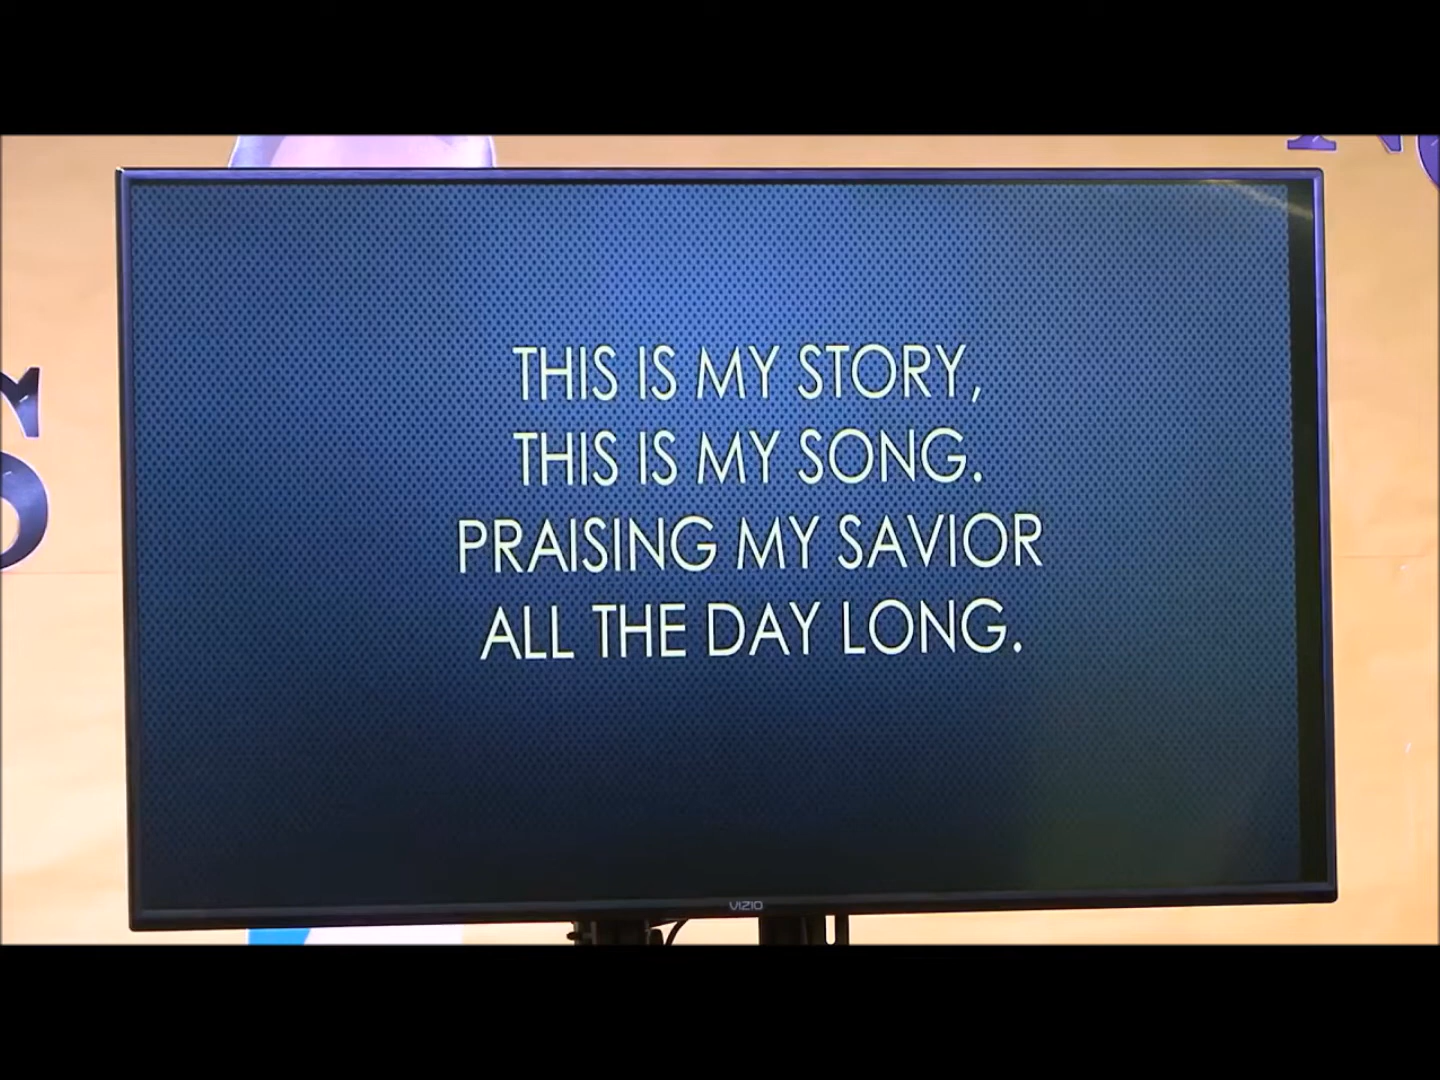 THIS IS MY STORY,
THIS IS MY SONG.
PRAISING MY SAVIOR
ALL THE DAY LONG.
VIZIO